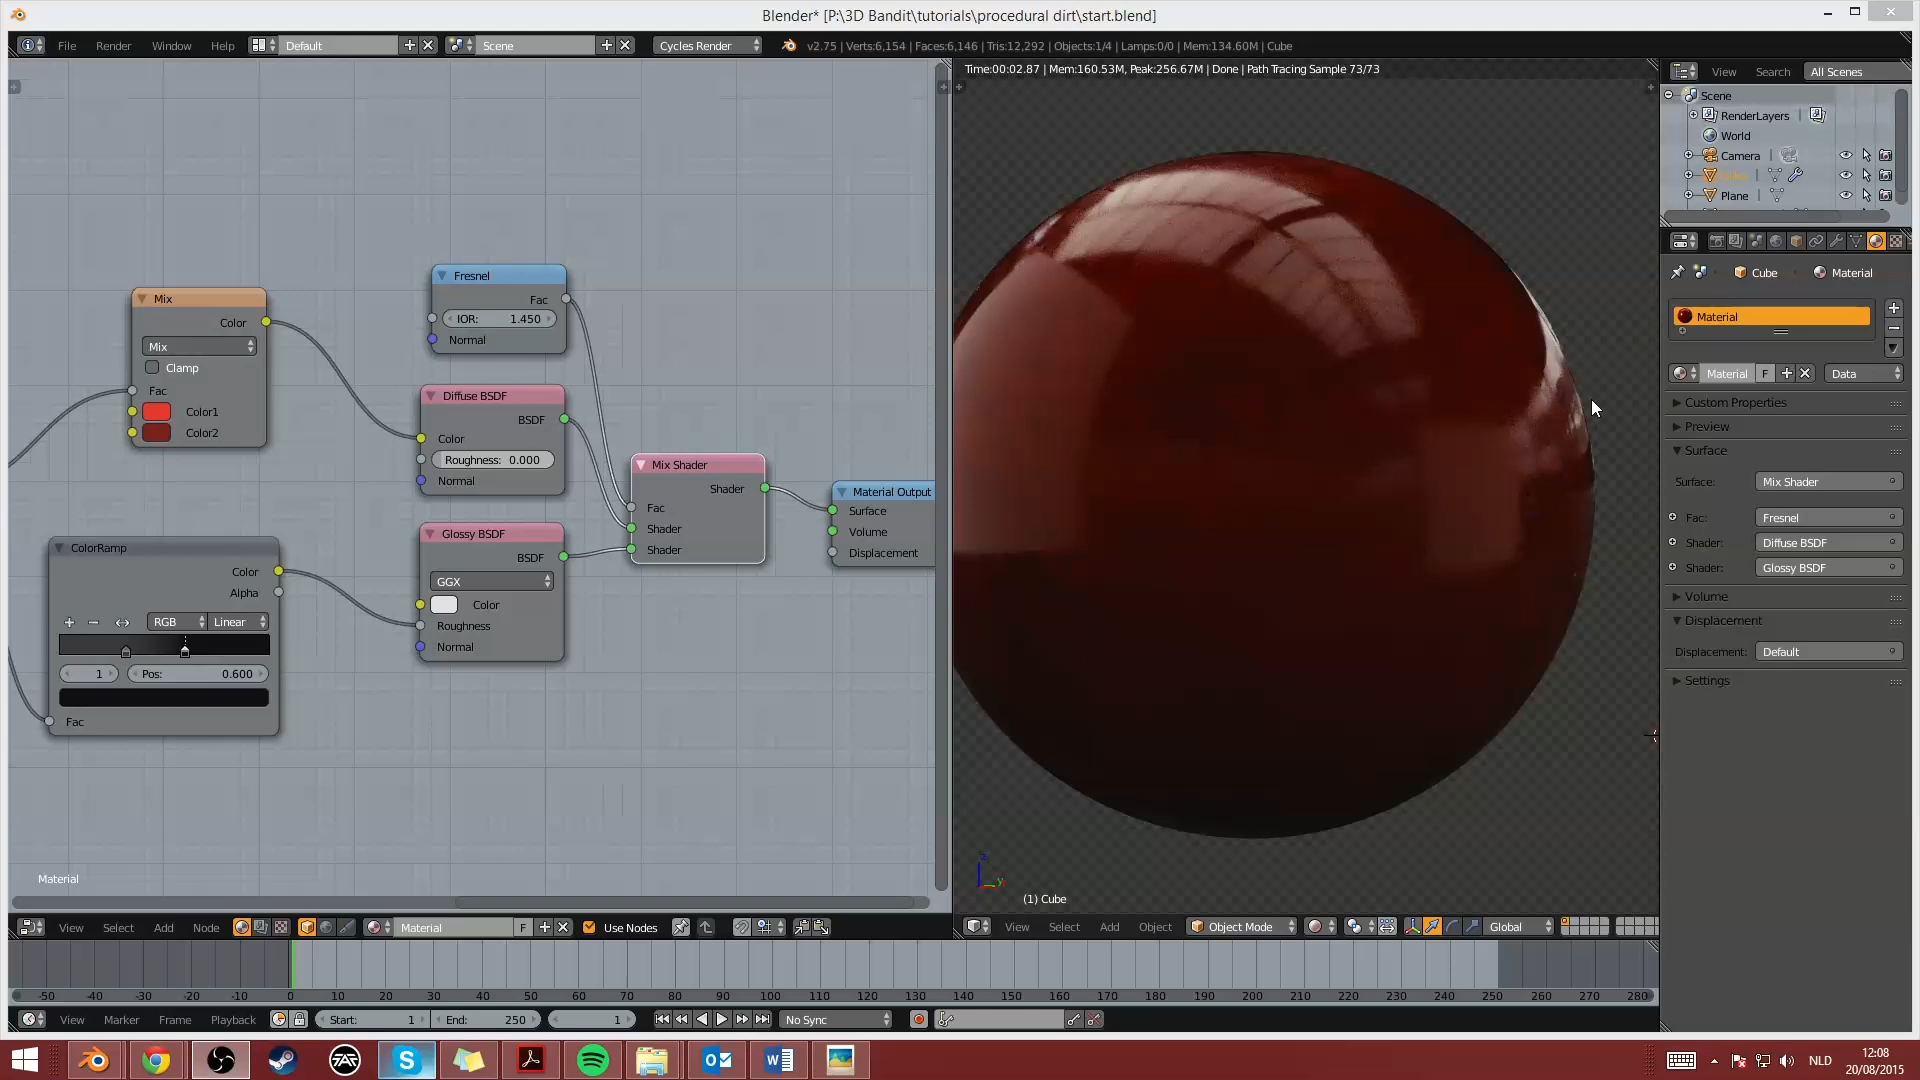 Blender* [P:\3D Bandit\tutorials\procedural dirt\start.blend]
File Render Window Help Default Scene Cycles Render v2.75 | Verts:6,154 | Faces:6,146 | Tris:12,292 | Objects:1/4 | Lamps:0/0 | Mem:134.60M | Cube
Time:00:02.87 | Mem:160.53M, Peak:256.67M | Done | Path Tracing Sample 73/73
View Search All Scenes
Scene
RenderLayers
World
Camera
Plane
Cube Material
Material
Material F Data
Custom Properties
Preview
Surface
Surface: Mix Shader
Fac: Fresnel
Shader: Diffuse BSDF
Shader: Glossy BSDF
Volume
Displacement
Displacement: Default
Settings
Mix
Color
Mix
Clamp
Fac
Color1
Color2
Fresnel
Fac
IOR: 1.450
Normal
Diffuse BSDF
BSDF
Color
Roughness: 0.000
Normal
Glossy BSDF
BSDF
GGX
Color
Roughness
Normal
Mix Shader
Shader
Fac
Shader
Shader
Material Output
Surface
Volume
Displacement
ColorRamp
Color
Alpha
RGB Linear
1 Pos: 0.600
Fac
Material
(1) Cube
View Select Add Node Material F Use Nodes
View Select Add Object Object Mode Global
-50 -40 -30 -20 -10 0 10 20 30 40 50 60 70 80 90 100 110 120 130 140 150 160 170 180 190 200 210 220 230 240 250 260 270 280
View Marker Frame Playback Start: 1 End: 250 1 No Sync
NLD
12:08
20/08/2015